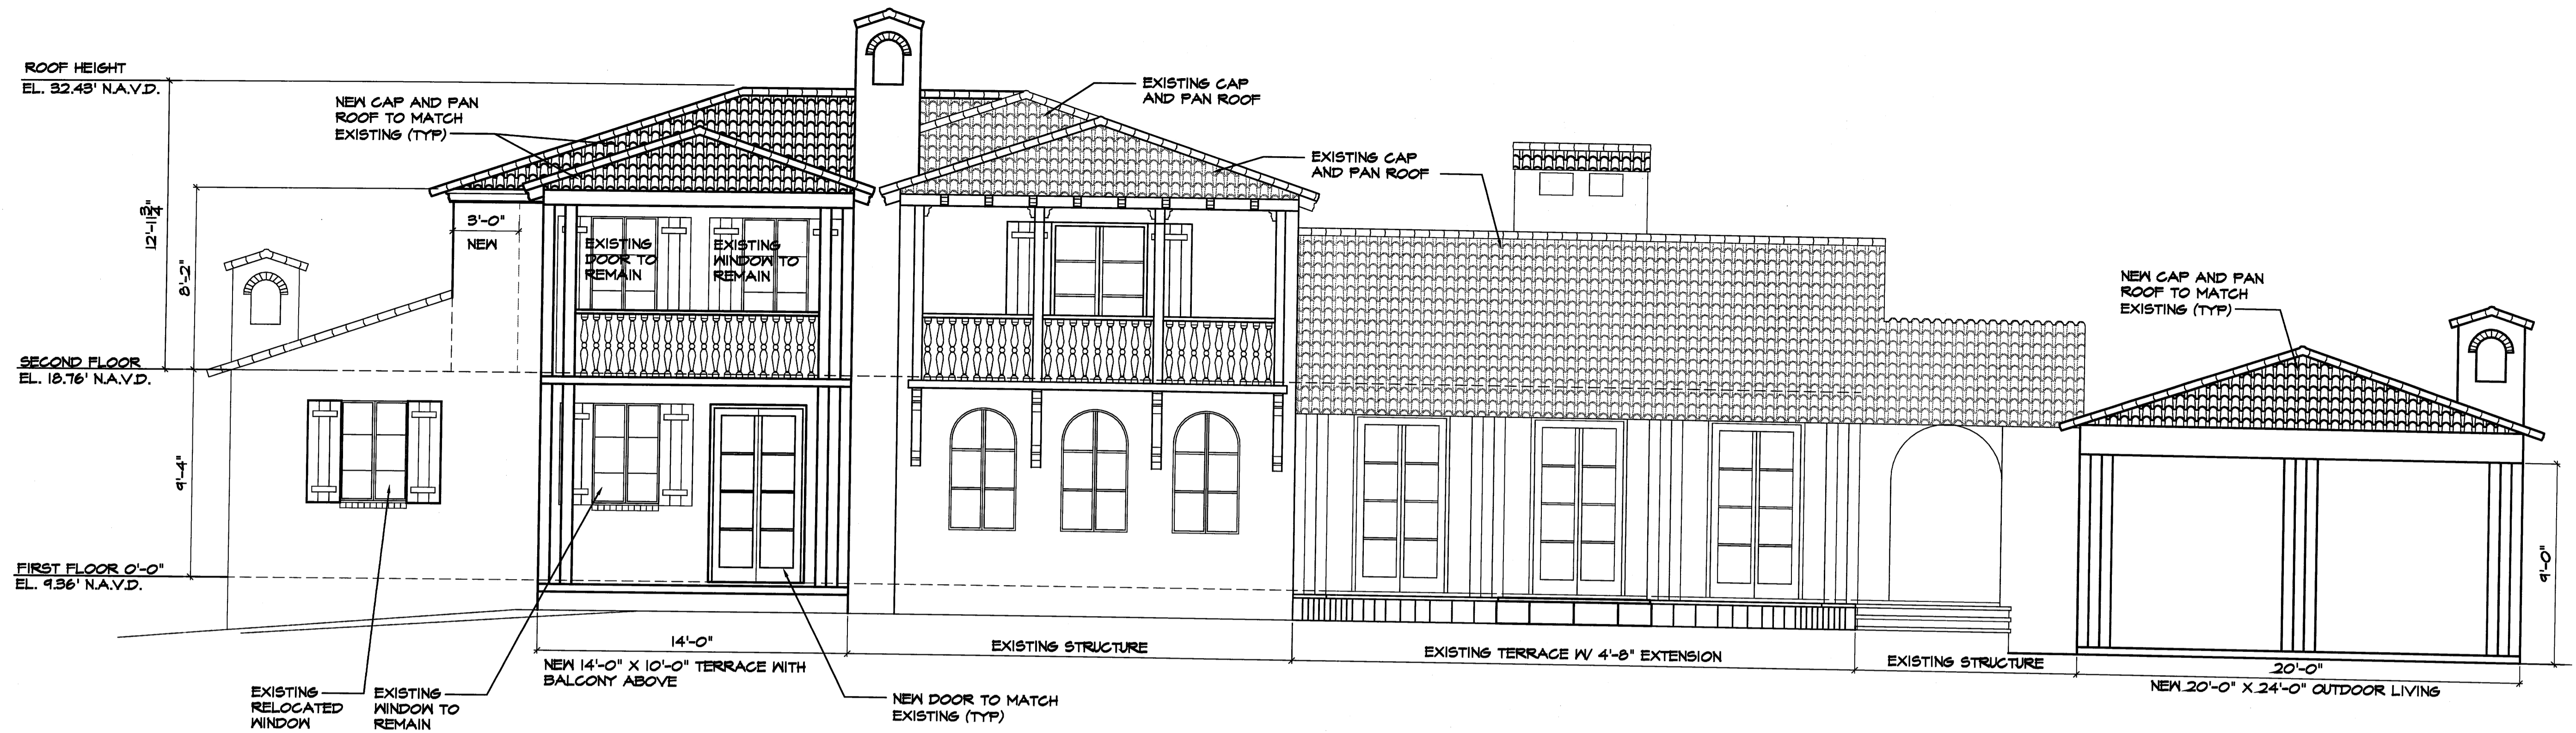 ROOF HEIGHT
EL. 32.43' N.A.V.D.
NEW CAP AND PAN
ROOF TO MATCH
EXISTING (TYP)
EXISTING CAP
AND PAN ROOF
EXISTING CAP
AND PAN ROOF
12'-11 3/4"
8'-2"
3'-0"
NEW
EXISTING
DOOR TO
REMAIN
EXISTING
WINDOW TO
REMAIN
NEW CAP AND PAN
ROOF TO MATCH
EXISTING (TYP)
SECOND FLOOR
EL. 18.76' N.A.V.D.
9'-4"
FIRST FLOOR 0'-0"
EL. 9.36' N.A.V.D.
9'-0"
14'-0"
NEW 14'-0" X 10'-0" TERRACE WITH
BALCONY ABOVE
EXISTING STRUCTURE
EXISTING TERRACE W/ 4'-8" EXTENSION
EXISTING STRUCTURE
20'-0"
NEW 20'-0" X 24'-0" OUTDOOR LIVING
EXISTING
RELOCATED
WINDOW
EXISTING
WINDOW TO
REMAIN
NEW DOOR TO MATCH
EXISTING (TYP)